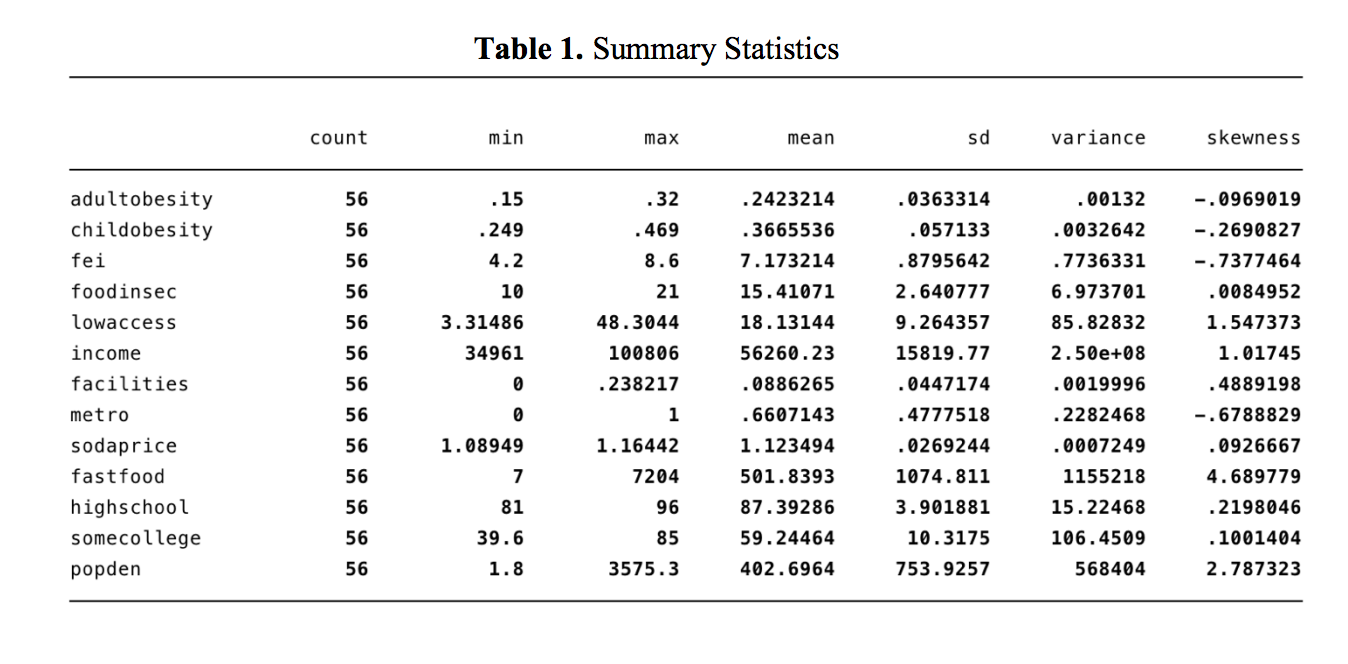 Table 1. Summary Statistics
count min max mean sd variance skewness
adultobesity 56 .15 .32 .2423214 .0363314 .00132 -.0969019
childobesity 56 .249 .469 .3665536 .057133 .0032642 -.2690827
fei 56 4.2 8.6 7.173214 .8795642 .7736331 -.7377464
foodinsec 56 10 21 15.41071 2.640777 6.973701 .0084952
lowaccess 56 3.31486 48.3044 18.13144 9.264357 85.82832 1.547373
income 56 34961 100806 56260.23 15819.77 2.50e+08 1.01745
facilities 56 0 .238217 .0886265 .0447174 .0019996 .4889198
metro 56 0 1 .6607143 .4777518 .2282468 -.6788829
sodaprice 56 1.08949 1.16442 1.123494 .0269244 .0007249 .0926667
fastfood 56 7 7204 501.8393 1074.811 1155218 4.689779
highschool 56 81 96 87.39286 3.901881 15.22468 .2198046
somecollege 56 39.6 85 59.24464 10.3175 106.4509 .1001404
popden 56 1.8 3575.3 402.6964 753.9257 568404 2.787323